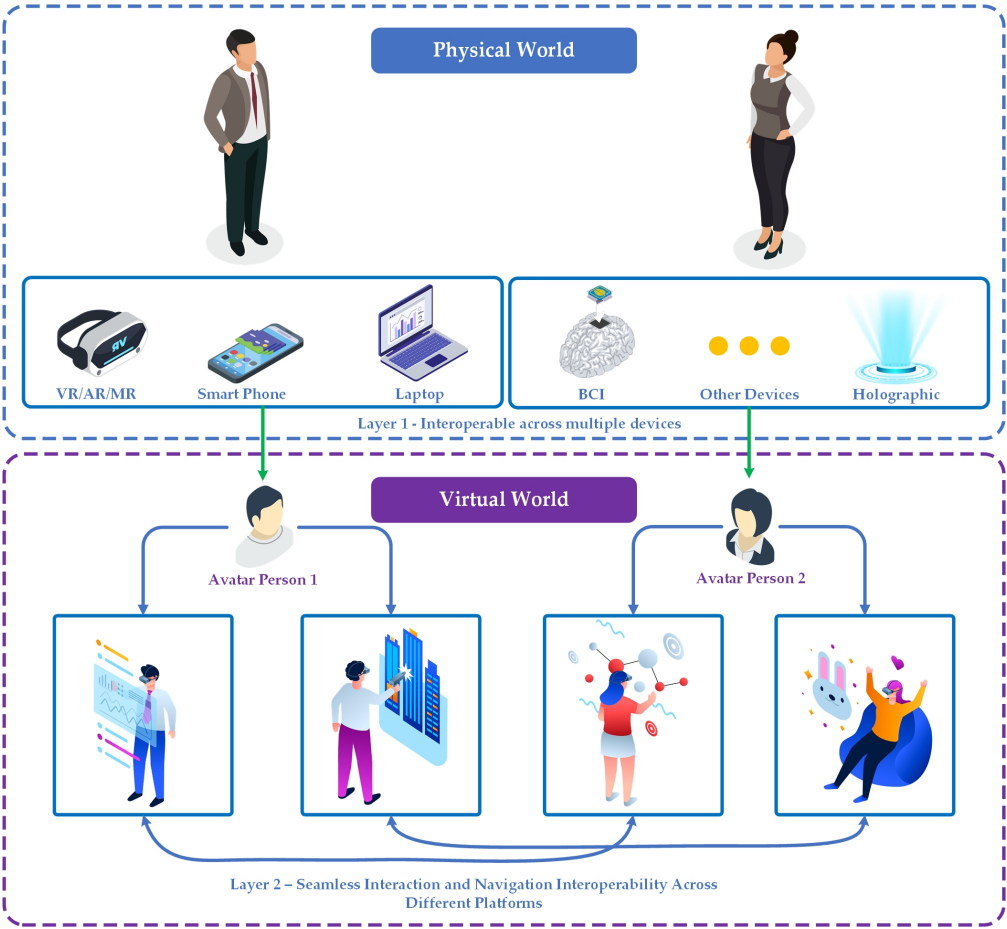 Physical World
VR/AR/MR
Smart Phone
Laptop
BCI
Other Devices
Holographic
Layer 1 - Interoperable across multiple devices
Virtual World
Avatar Person 1
Avatar Person 2
Layer 2 – Seamless Interaction and Navigation Interoperability Across
Different Platforms